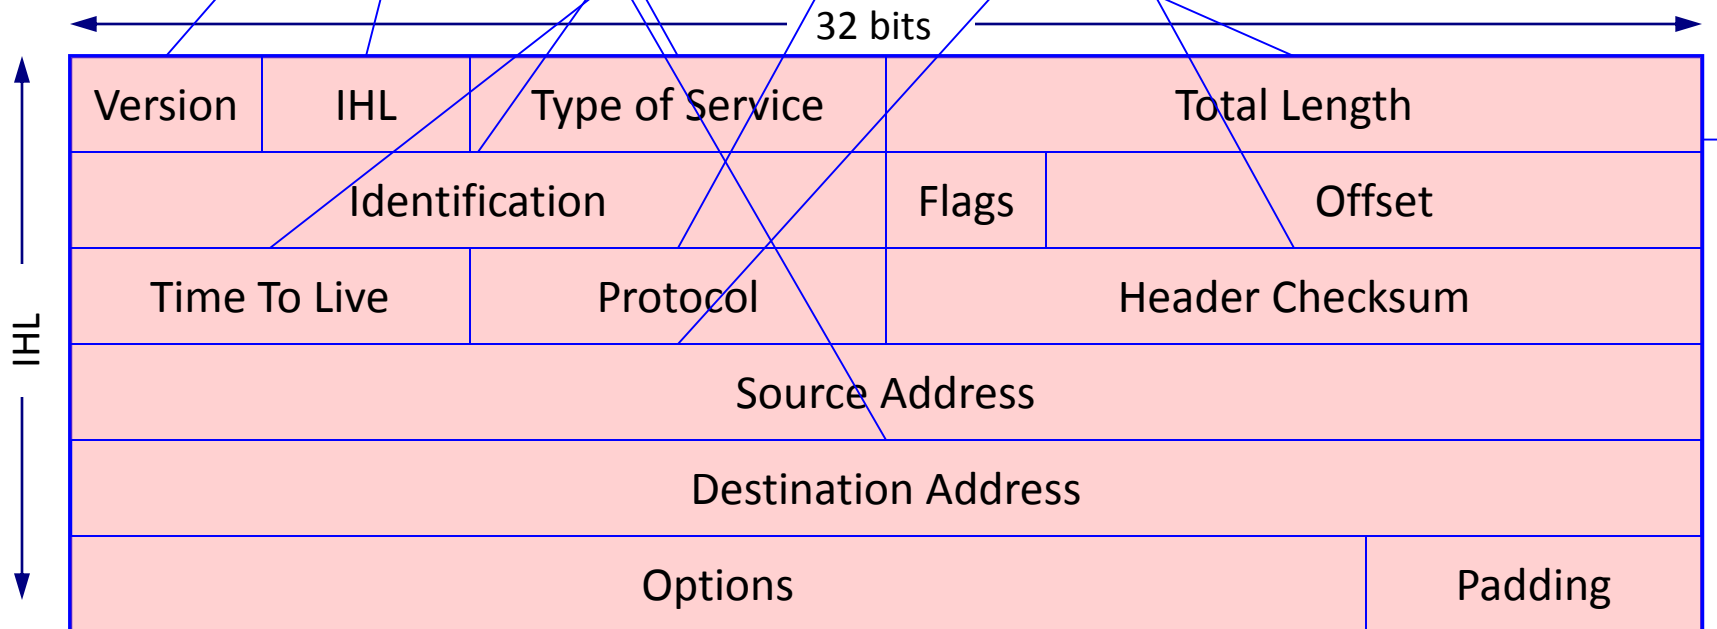 32 bits
Version IHL Type of Service Total Length
Identification Flags Offset
Time To Live Protocol Header Checksum
IHL
Source Address
Destination Address
Options Padding